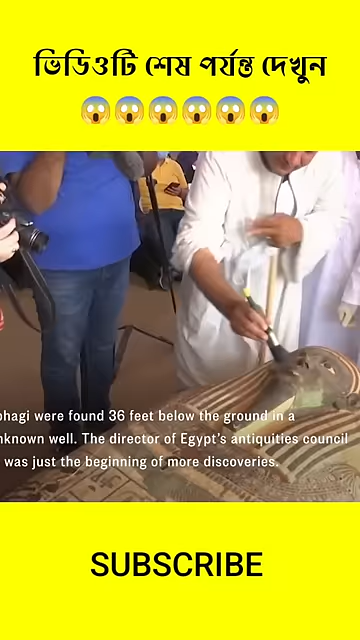 ভিডিওটি শেষ পর্যন্ত দেখুন
😱😱😱😱😱😱
phagi were found 36 feet below the ground in a
nknown well. The director of Egypt's antiquities council
was just the beginning of more discoveries.
SUBSCRIBE